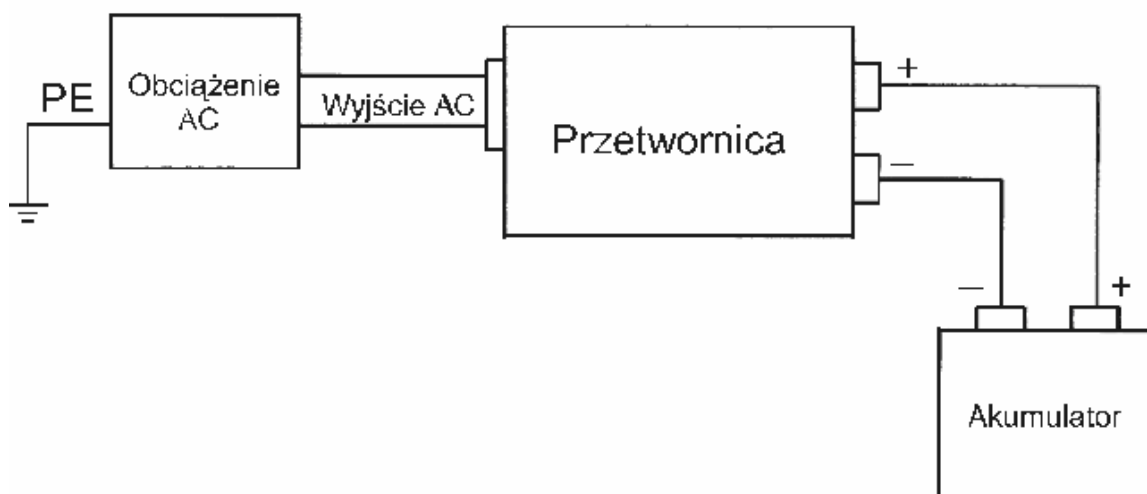 PE
Obciążenie
AC
Wyjście AC
Przetwornica
+
−
−
+
Akumulator